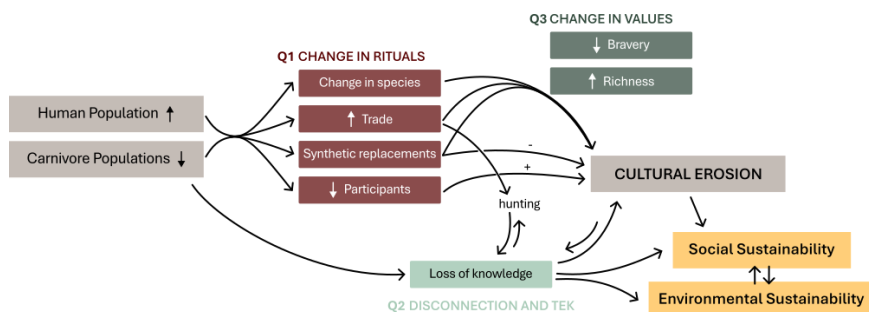 Q3 CHANGE IN VALUES
↓ Bravery
↑ Richness
Q1 CHANGE IN RITUALS
Change in species
↑ Trade
Synthetic replacements
↓ Participants
Human Population ↑
Carnivore Populations ↓
-
+
CULTURAL EROSION
hunting
Loss of knowledge
Q2 DISCONNECTION AND TEK
Social Sustainability
Environmental Sustainability